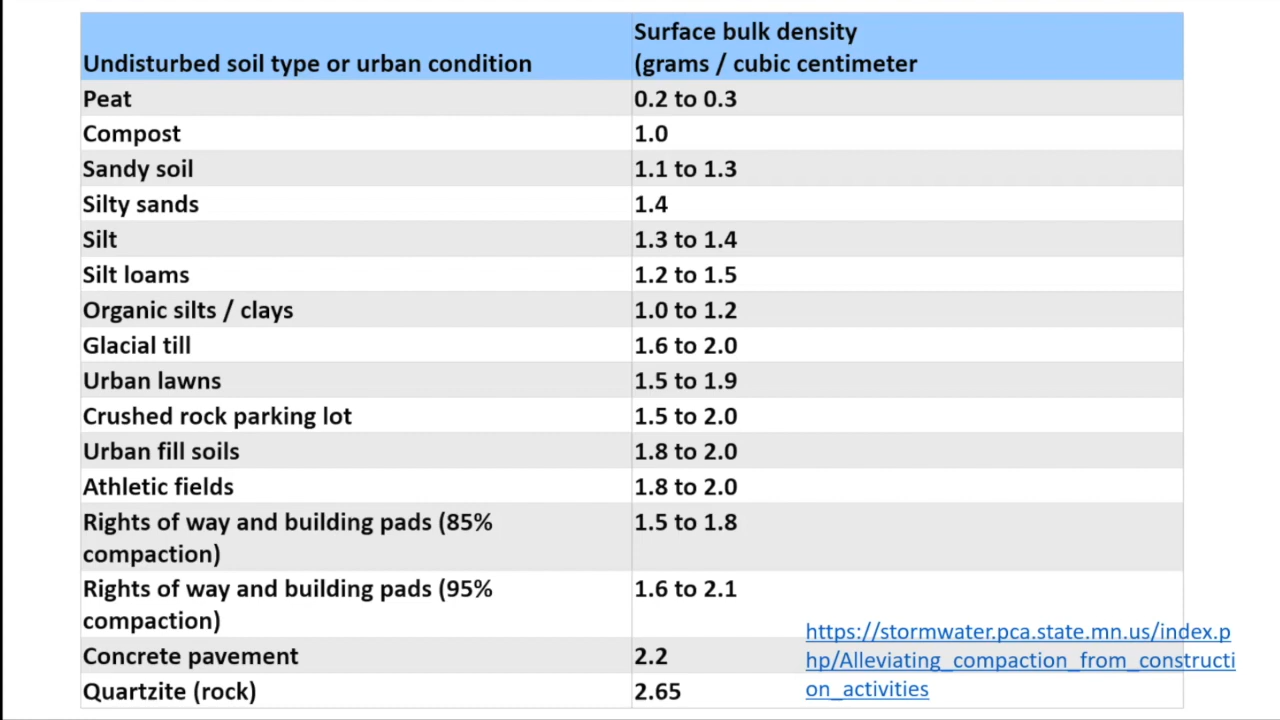 Undisturbed soil type or urban condition
Surface bulk density
(grams / cubic centimeter
Peat
0.2 to 0.3
Compost
1.0
Sandy soil
1.1 to 1.3
Silty sands
1.4
Silt
1.3 to 1.4
Silt loams
1.2 to 1.5
Organic silts / clays
1.0 to 1.2
Glacial till
1.6 to 2.0
Urban lawns
1.5 to 1.9
Crushed rock parking lot
1.5 to 2.0
Urban fill soils
1.8 to 2.0
Athletic fields
1.8 to 2.0
Rights of way and building pads (85%
compaction)
1.5 to 1.8
Rights of way and building pads (95%
compaction)
1.6 to 2.1
Concrete pavement
2.2
Quartzite (rock)
2.65
https://stormwater.pca.state.mn.us/index.p
hp/Alleviating_compaction_from_constructi
on_activities